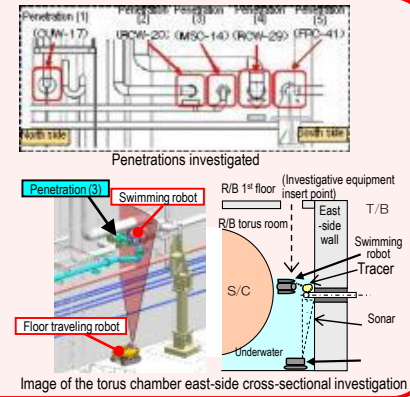 Penetration (1) Penetration Penetration Penetration Penetration
(2) (3) (4) (5)
(CUW-17) (RCW-20) (MSC-14) (RCW-29) (FPC-41)
North side South side
Penetrations investigated
Penetration (3)
Swimming robot
Floor traveling robot
(Investigative equipment
insert point)
R/B 1st floor
T/B
R/B torus room
East
-side
wall
Swimming
robot
Tracer
S/C
Sonar
Underwater
Image of the torus chamber east-side cross-sectional investigation